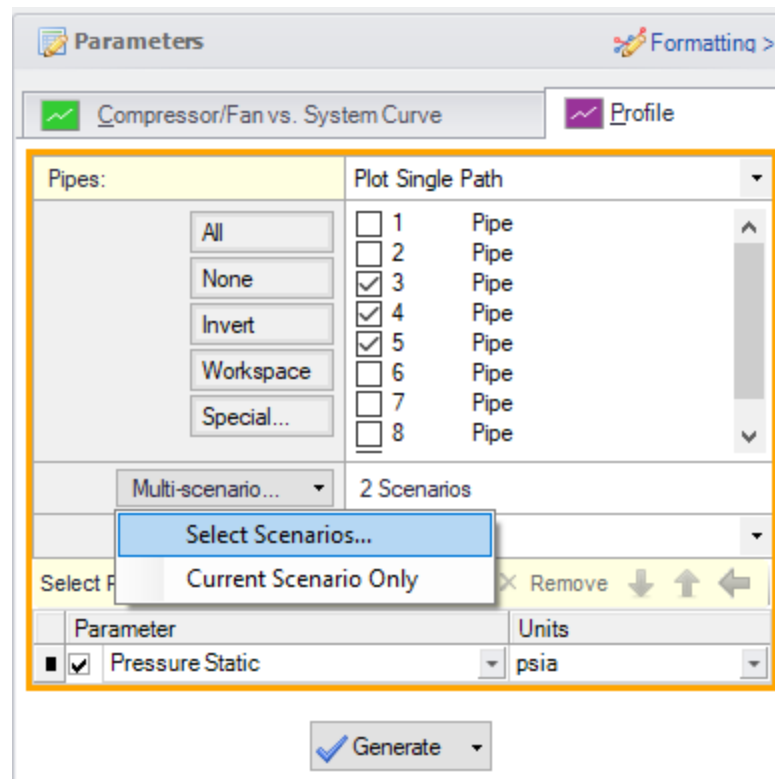 Parameters Formatting >
Compressor/Fan vs. System Curve Profile
Pipes: Plot Single Path
All
None
Invert
Workspace
Special...
1 Pipe
2 Pipe
3 Pipe
4 Pipe
5 Pipe
6 Pipe
7 Pipe
8 Pipe
Multi-scenario... 2 Scenarios
Select Scenarios...
Current Scenario Only
Select Remove
Parameter Units
Pressure Static psia
Generate